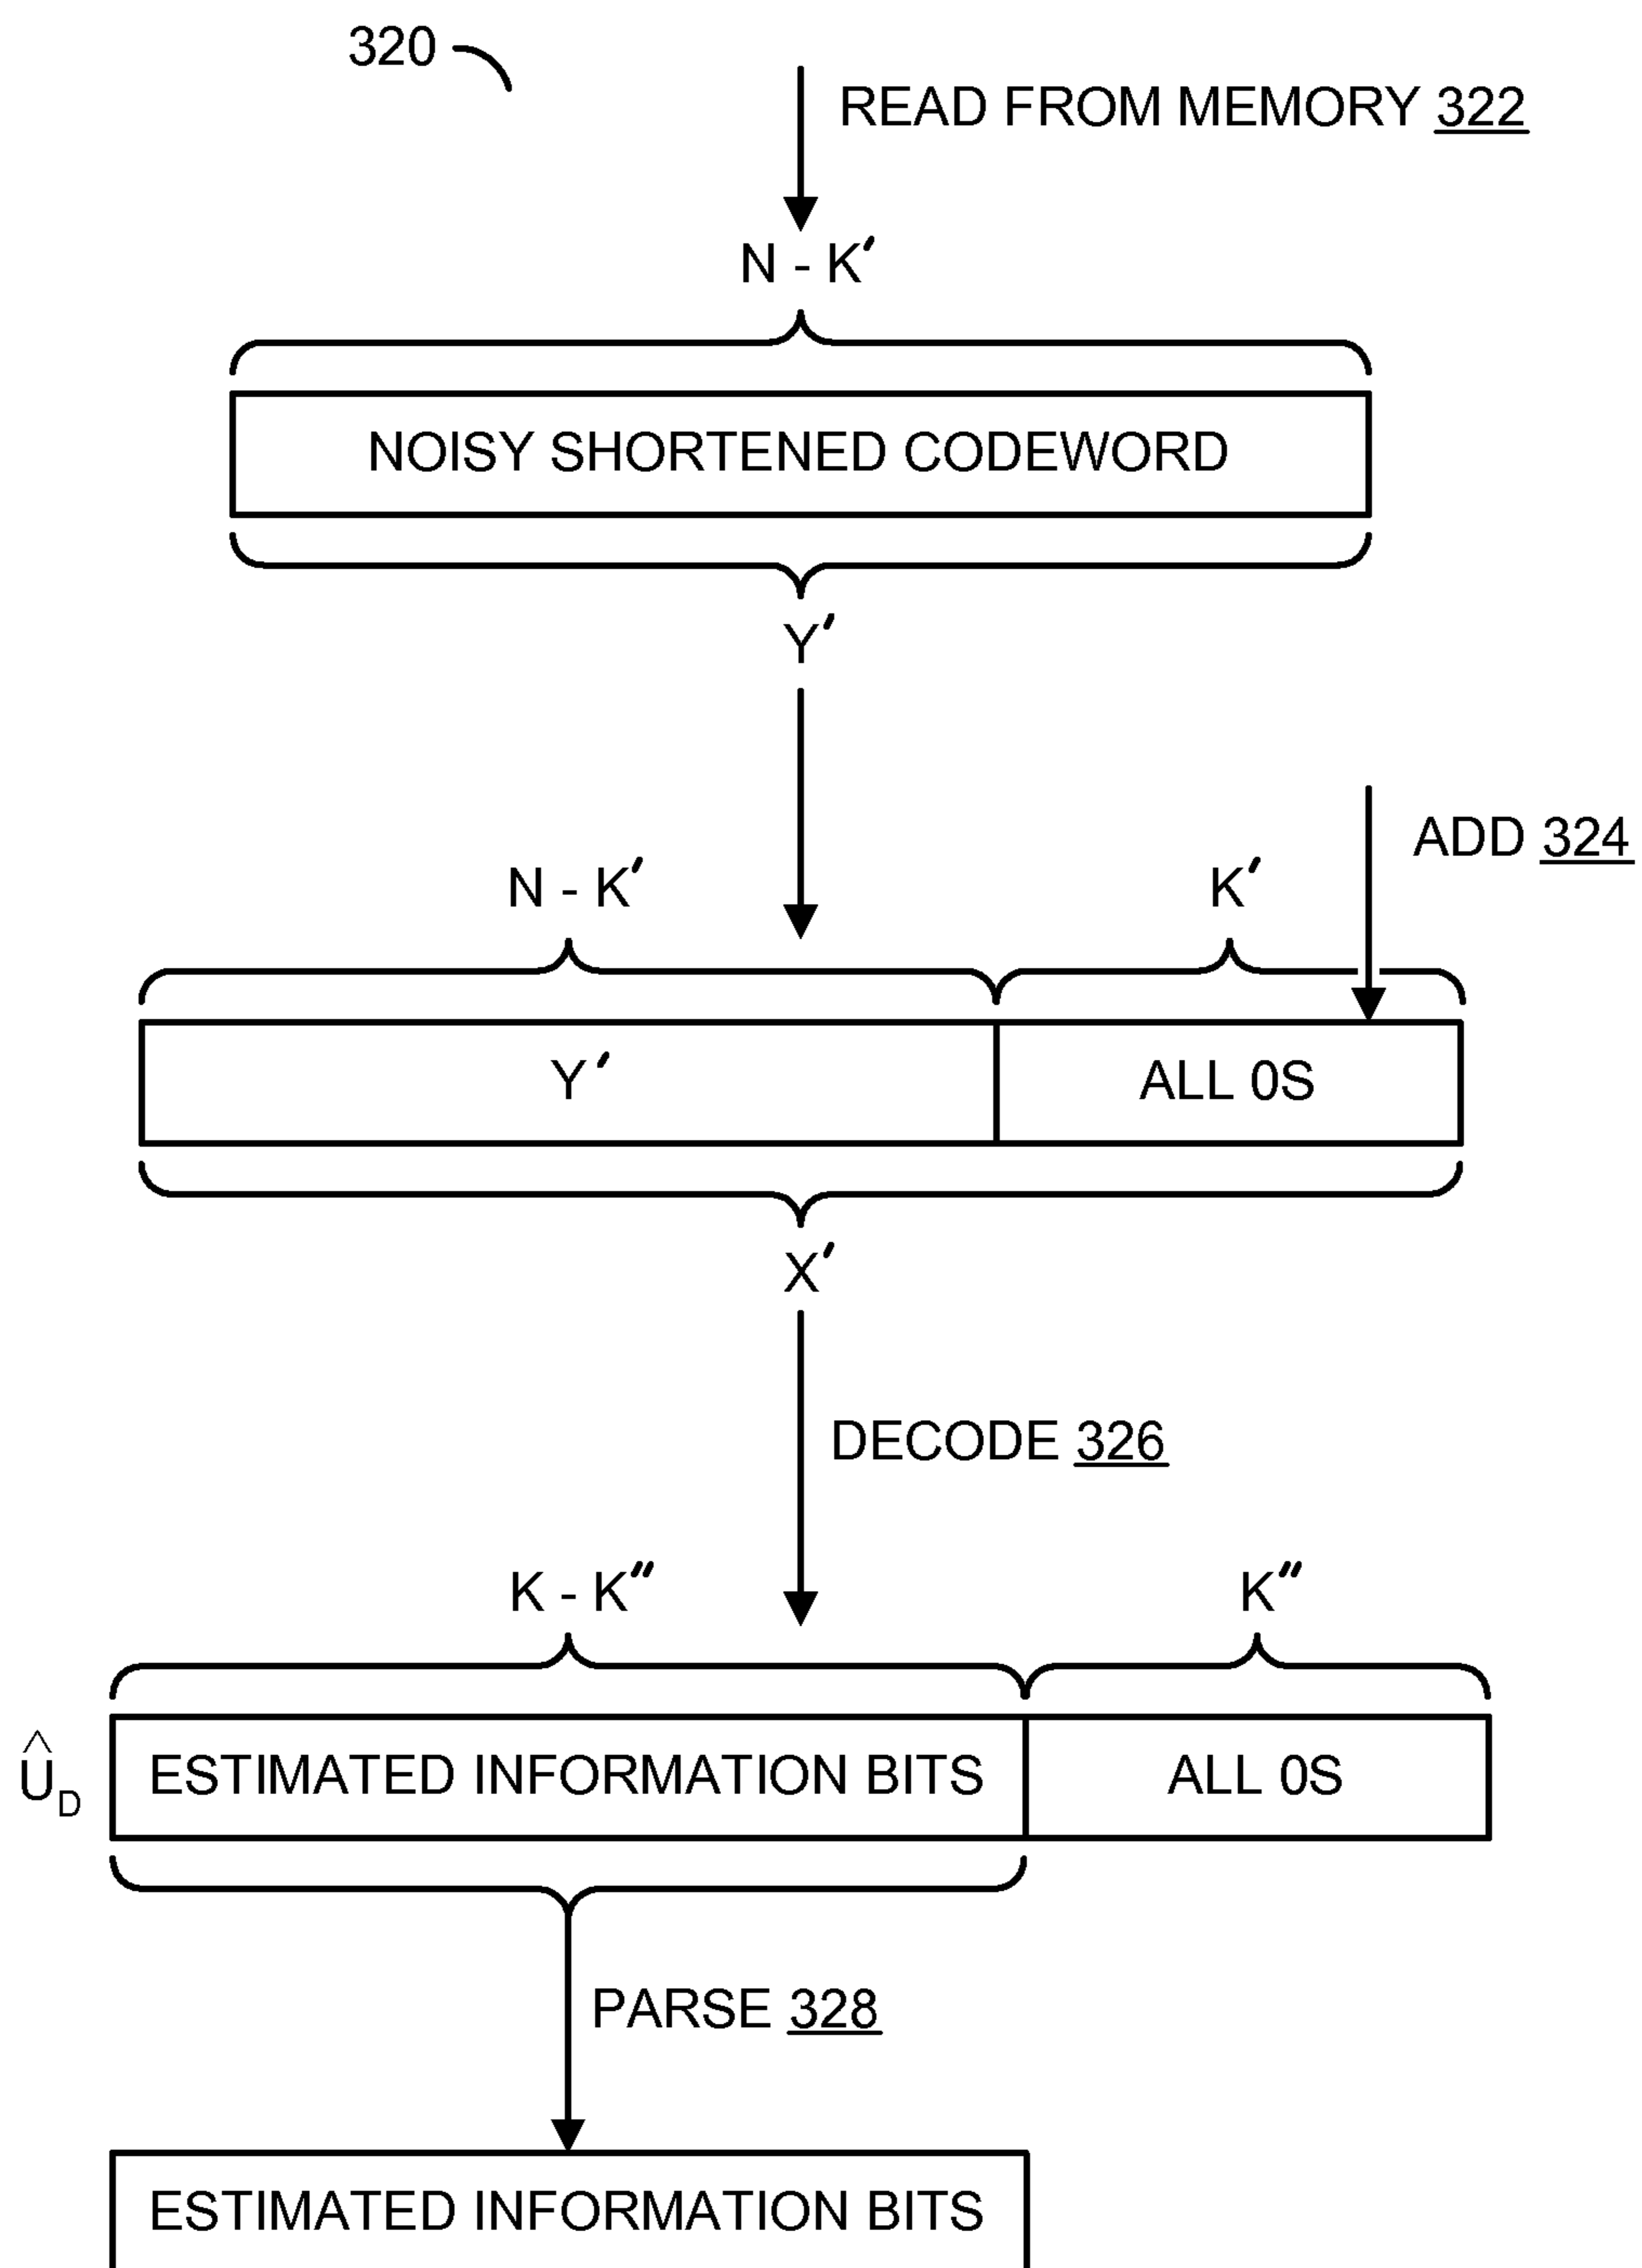 320
READ FROM MEMORY 322
N - K′
NOISY SHORTENED CODEWORD
Y′
ADD 324
N - K′
K′
Y′
ALL 0S
X′
DECODE 326
K - K″
K″
Û_D
ESTIMATED INFORMATION BITS
ALL 0S
PARSE 328
ESTIMATED INFORMATION BITS